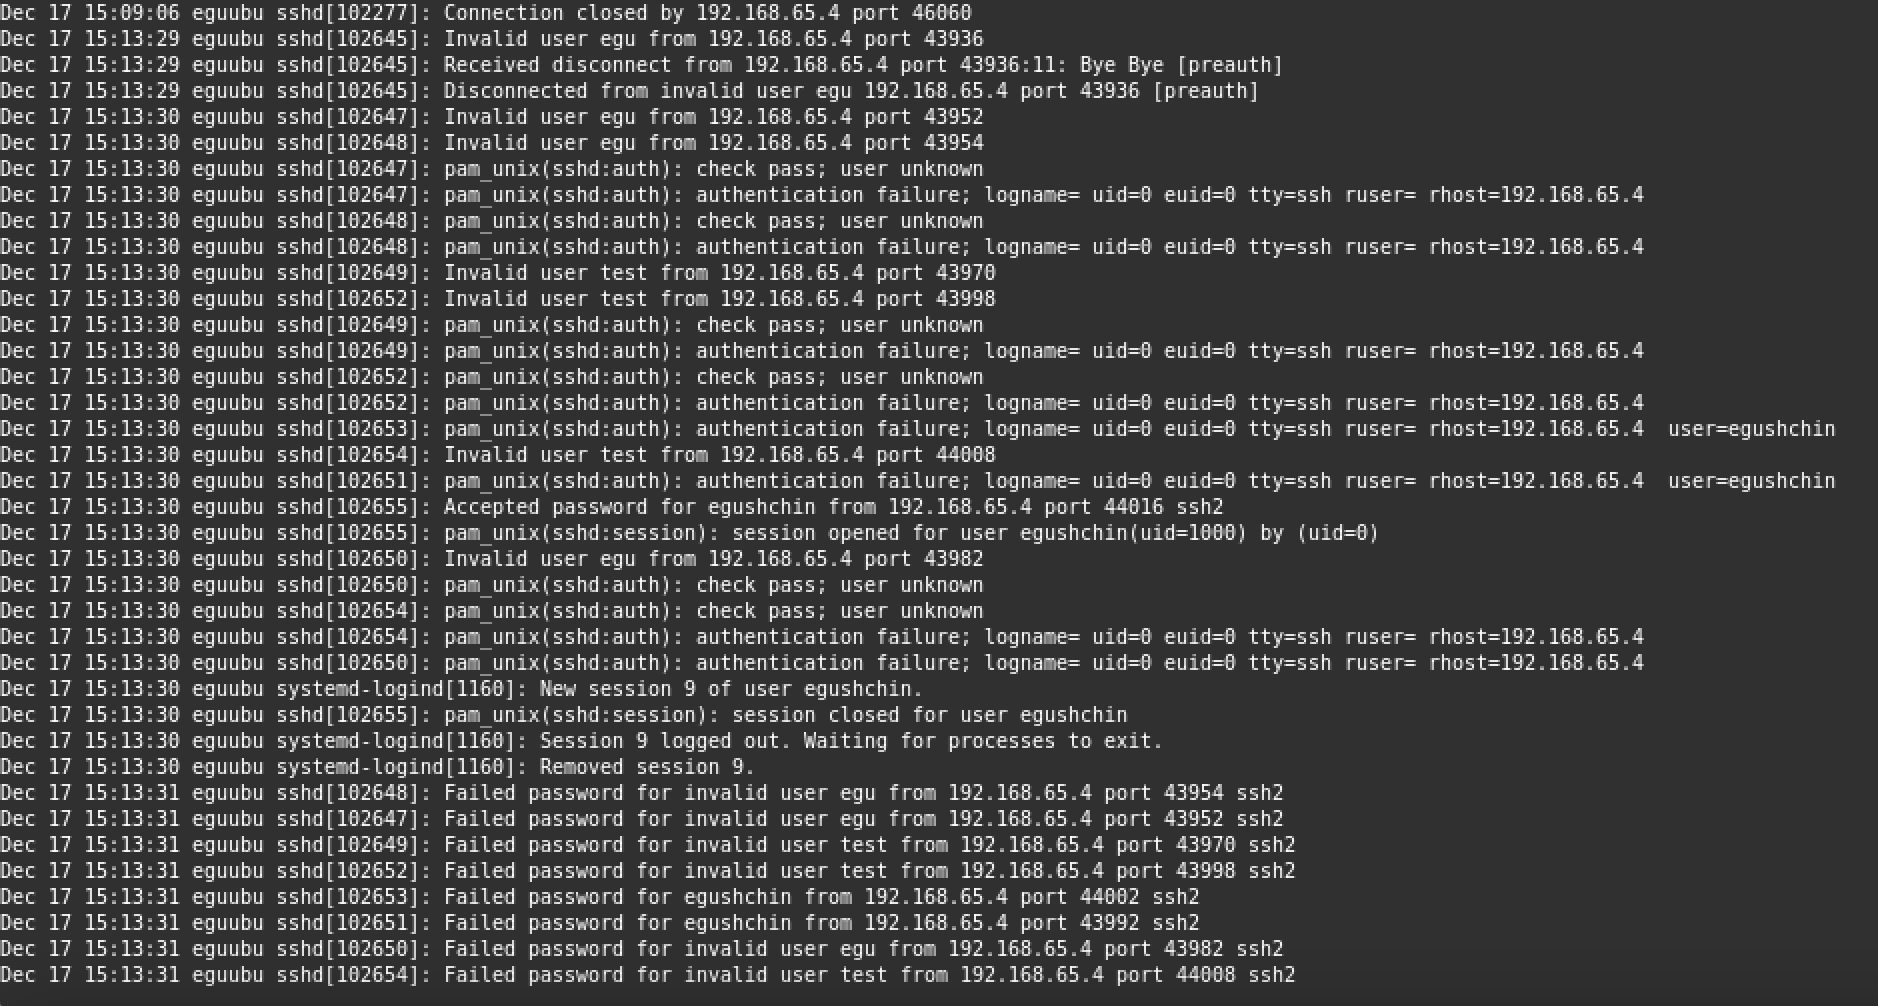 Dec 17 15:09:06 eguubu sshd[102277]: Connection closed by 192.168.65.4 port 46060
Dec 17 15:13:29 eguubu sshd[102645]: Invalid user egu from 192.168.65.4 port 43936
Dec 17 15:13:29 eguubu sshd[102645]: Received disconnect from 192.168.65.4 port 43936:11: Bye Bye [preauth]
Dec 17 15:13:29 eguubu sshd[102645]: Disconnected from invalid user egu 192.168.65.4 port 43936 [preauth]
Dec 17 15:13:30 eguubu sshd[102647]: Invalid user egu from 192.168.65.4 port 43952
Dec 17 15:13:30 eguubu sshd[102648]: Invalid user egu from 192.168.65.4 port 43954
Dec 17 15:13:30 eguubu sshd[102647]: pam_unix(sshd:auth): check pass; user unknown
Dec 17 15:13:30 eguubu sshd[102647]: pam_unix(sshd:auth): authentication failure; logname= uid=0 euid=0 tty=ssh ruser= rhost=192.168.65.4
Dec 17 15:13:30 eguubu sshd[102648]: pam_unix(sshd:auth): check pass; user unknown
Dec 17 15:13:30 eguubu sshd[102648]: pam_unix(sshd:auth): authentication failure; logname= uid=0 euid=0 tty=ssh ruser= rhost=192.168.65.4
Dec 17 15:13:30 eguubu sshd[102649]: Invalid user test from 192.168.65.4 port 43970
Dec 17 15:13:30 eguubu sshd[102652]: Invalid user test from 192.168.65.4 port 43998
Dec 17 15:13:30 eguubu sshd[102649]: pam_unix(sshd:auth): check pass; user unknown
Dec 17 15:13:30 eguubu sshd[102649]: pam_unix(sshd:auth): authentication failure; logname= uid=0 euid=0 tty=ssh ruser= rhost=192.168.65.4
Dec 17 15:13:30 eguubu sshd[102652]: pam_unix(sshd:auth): check pass; user unknown
Dec 17 15:13:30 eguubu sshd[102652]: pam_unix(sshd:auth): authentication failure; logname= uid=0 euid=0 tty=ssh ruser= rhost=192.168.65.4
Dec 17 15:13:30 eguubu sshd[102653]: pam_unix(sshd:auth): authentication failure; logname= uid=0 euid=0 tty=ssh ruser= rhost=192.168.65.4  user=egushchin
Dec 17 15:13:30 eguubu sshd[102654]: Invalid user test from 192.168.65.4 port 44008
Dec 17 15:13:30 eguubu sshd[102651]: pam_unix(sshd:auth): authentication failure; logname= uid=0 euid=0 tty=ssh ruser= rhost=192.168.65.4  user=egushchin
Dec 17 15:13:30 eguubu sshd[102655]: Accepted password for egushchin from 192.168.65.4 port 44016 ssh2
Dec 17 15:13:30 eguubu sshd[102655]: pam_unix(sshd:session): session opened for user egushchin(uid=1000) by (uid=0)
Dec 17 15:13:30 eguubu sshd[102650]: Invalid user egu from 192.168.65.4 port 43982
Dec 17 15:13:30 eguubu sshd[102650]: pam_unix(sshd:auth): check pass; user unknown
Dec 17 15:13:30 eguubu sshd[102654]: pam_unix(sshd:auth): check pass; user unknown
Dec 17 15:13:30 eguubu sshd[102654]: pam_unix(sshd:auth): authentication failure; logname= uid=0 euid=0 tty=ssh ruser= rhost=192.168.65.4
Dec 17 15:13:30 eguubu sshd[102650]: pam_unix(sshd:auth): authentication failure; logname= uid=0 euid=0 tty=ssh ruser= rhost=192.168.65.4
Dec 17 15:13:30 eguubu systemd-logind[1160]: New session 9 of user egushchin.
Dec 17 15:13:30 eguubu sshd[102655]: pam_unix(sshd:session): session closed for user egushchin
Dec 17 15:13:30 eguubu systemd-logind[1160]: Session 9 logged out. Waiting for processes to exit.
Dec 17 15:13:30 eguubu systemd-logind[1160]: Removed session 9.
Dec 17 15:13:31 eguubu sshd[102648]: Failed password for invalid user egu from 192.168.65.4 port 43954 ssh2
Dec 17 15:13:31 eguubu sshd[102647]: Failed password for invalid user egu from 192.168.65.4 port 43952 ssh2
Dec 17 15:13:31 eguubu sshd[102649]: Failed password for invalid user test from 192.168.65.4 port 43970 ssh2
Dec 17 15:13:31 eguubu sshd[102652]: Failed password for invalid user test from 192.168.65.4 port 43998 ssh2
Dec 17 15:13:31 eguubu sshd[102653]: Failed password for egushchin from 192.168.65.4 port 44002 ssh2
Dec 17 15:13:31 eguubu sshd[102651]: Failed password for egushchin from 192.168.65.4 port 43992 ssh2
Dec 17 15:13:31 eguubu sshd[102650]: Failed password for invalid user egu from 192.168.65.4 port 43982 ssh2
Dec 17 15:13:31 eguubu sshd[102654]: Failed password for invalid user test from 192.168.65.4 port 44008 ssh2